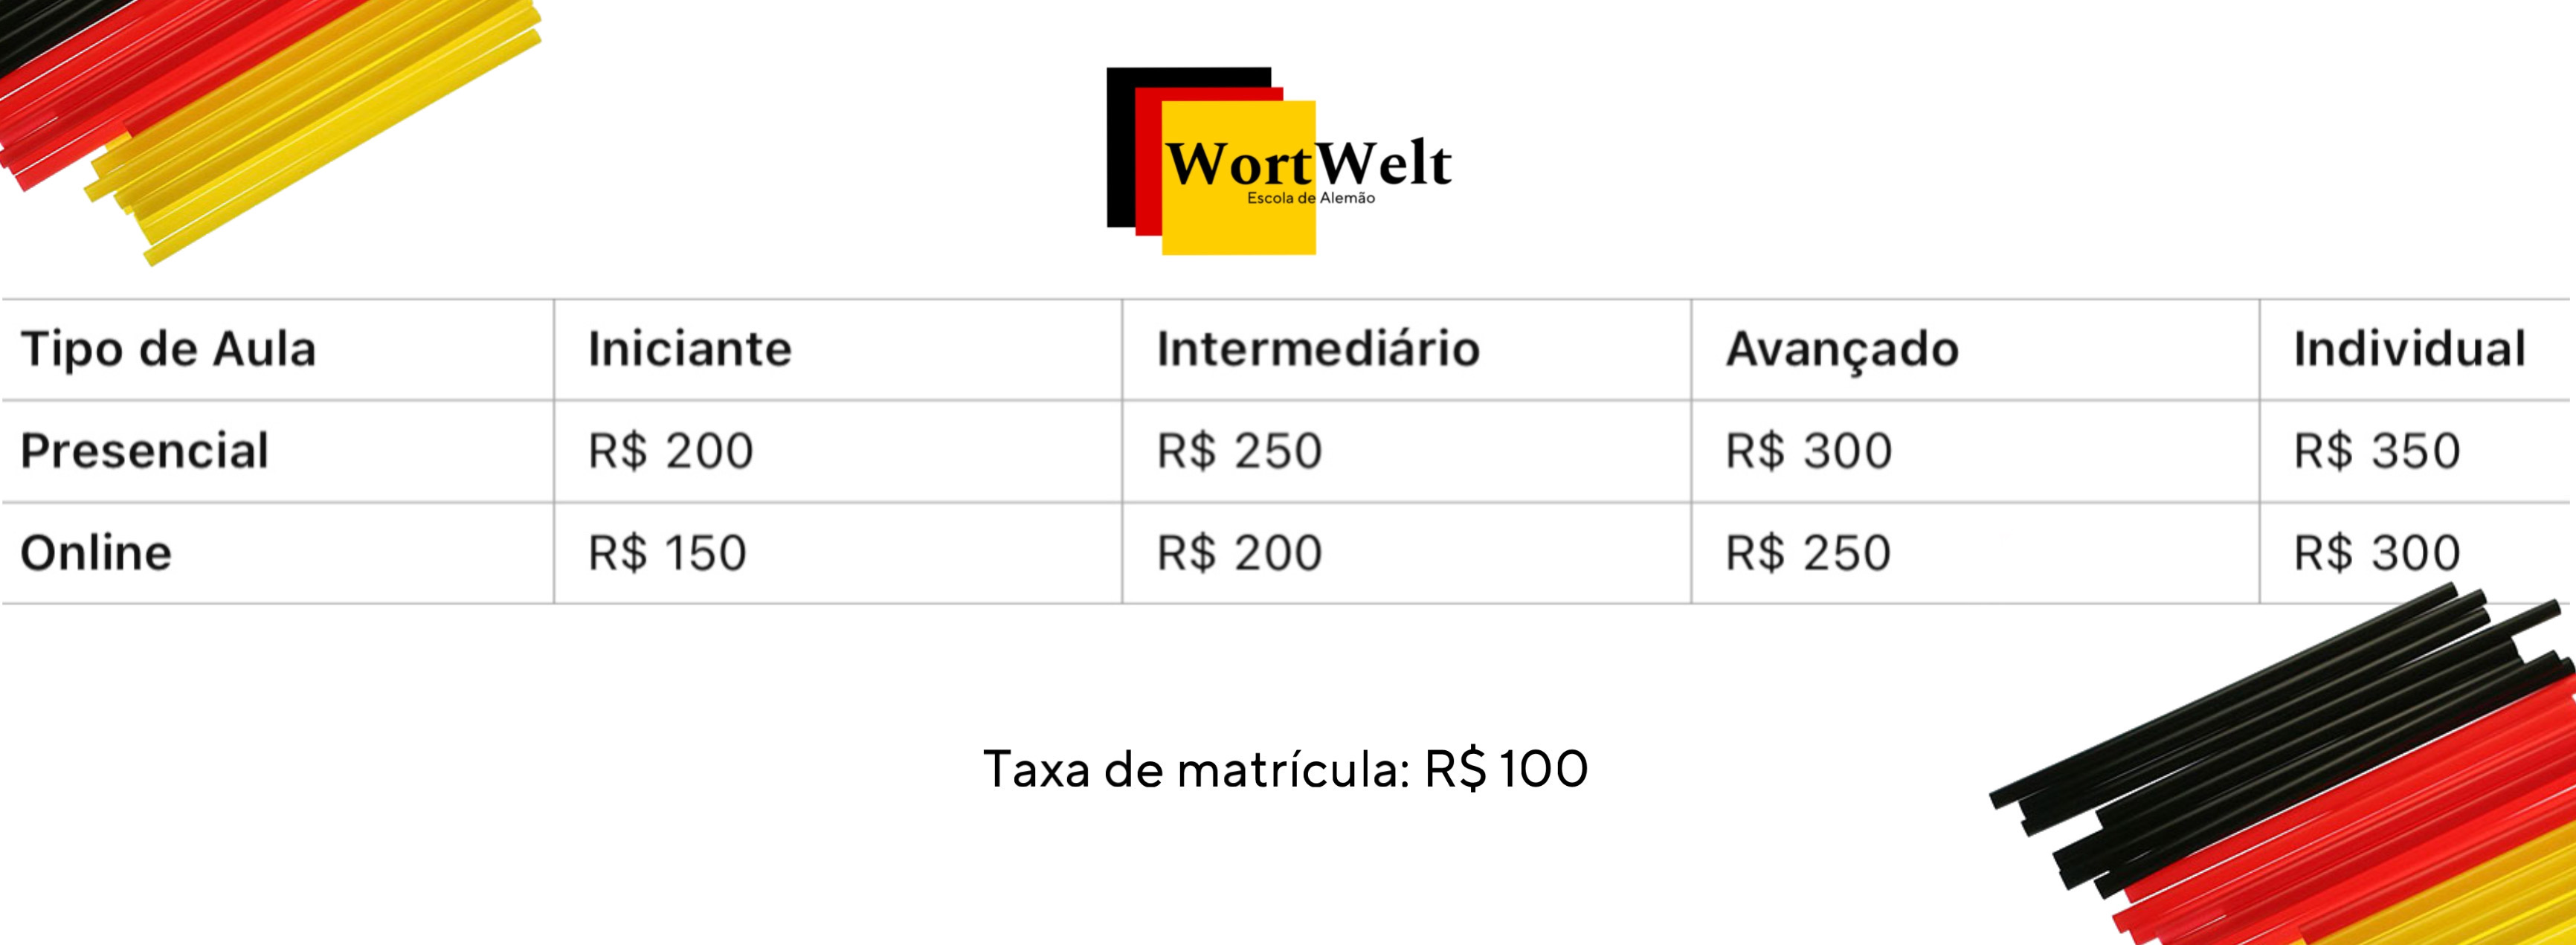 WortWelt
Escola de Alemão
Tipo de Aula Iniciante Intermediário Avançado Individual
Presencial R$ 200 R$ 250 R$ 300 R$ 350
Online R$ 150 R$ 200 R$ 250 R$ 300
Taxa de matrícula: R$ 100